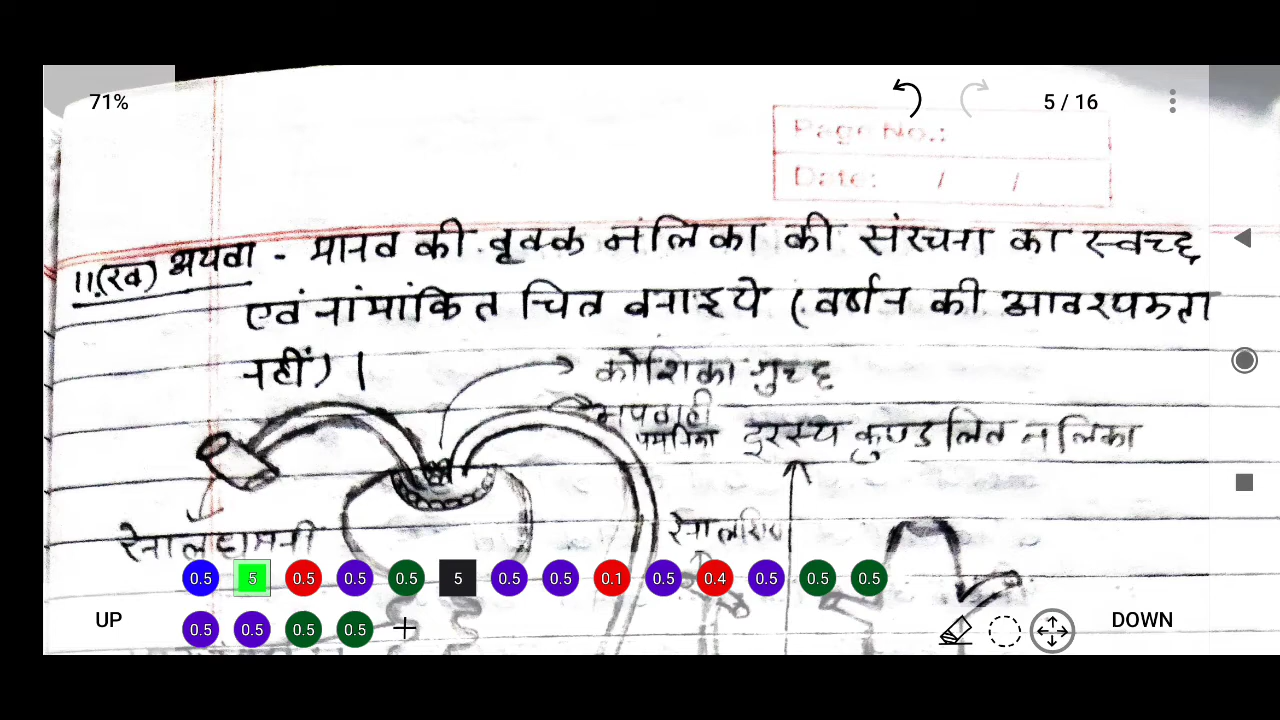 71%
5 / 16
Page No.:
Date: / /
11(ख) अथवा - मानव की वृक्क नलिका की संरचना का स्वच्छ
एवं नांमांकित चित्र बनाइये (वर्णन की आवश्यकता
नहीं) ।
कोशिका गुच्छ
अपवाही
धमनिका दूरस्थ कुण्डलित नलिका
रेनाल धमनी
रेनाल शिरा
0.5 5 0.5 0.5 0.5 5 0.5 0.5 0.1 0.5 0.4 0.5 0.5 0.5
UP 0.5 0.5 0.5 0.5 DOWN